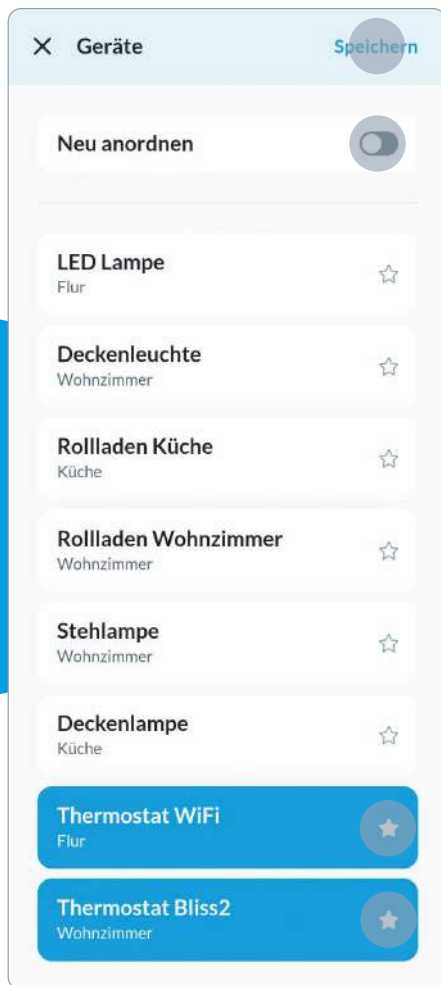 Geräte
Speichern
Neu anordnen
LED Lampe
Flur
Deckenleuchte
Wohnzimmer
Rollladen Küche
Küche
Rollladen Wohnzimmer
Wohnzimmer
Stehlampe
Wohnzimmer
Deckenlampe
Küche
Thermostat WiFi
Flur
Thermostat Bliss2
Wohnzimmer